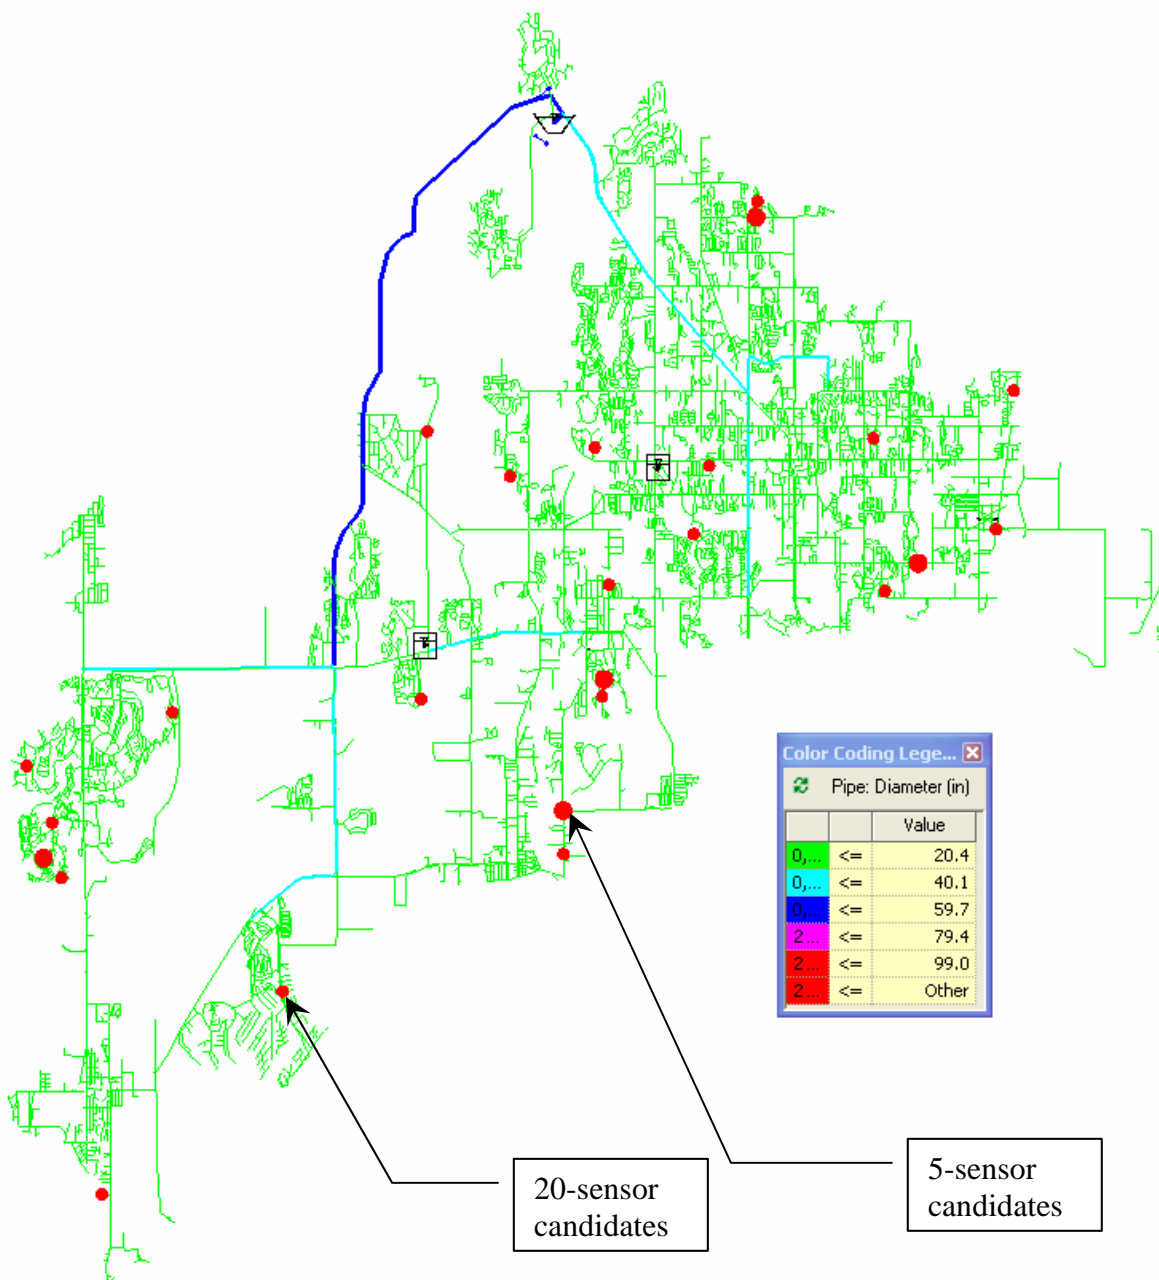 Color Coding Lege...
Pipe: Diameter (in)
Value
0,... <= 20.4
0,... <= 40.1
0,... <= 59.7
2... <= 79.4
2... <= 99.0
2... <= Other
5-sensor
candidates
20-sensor
candidates